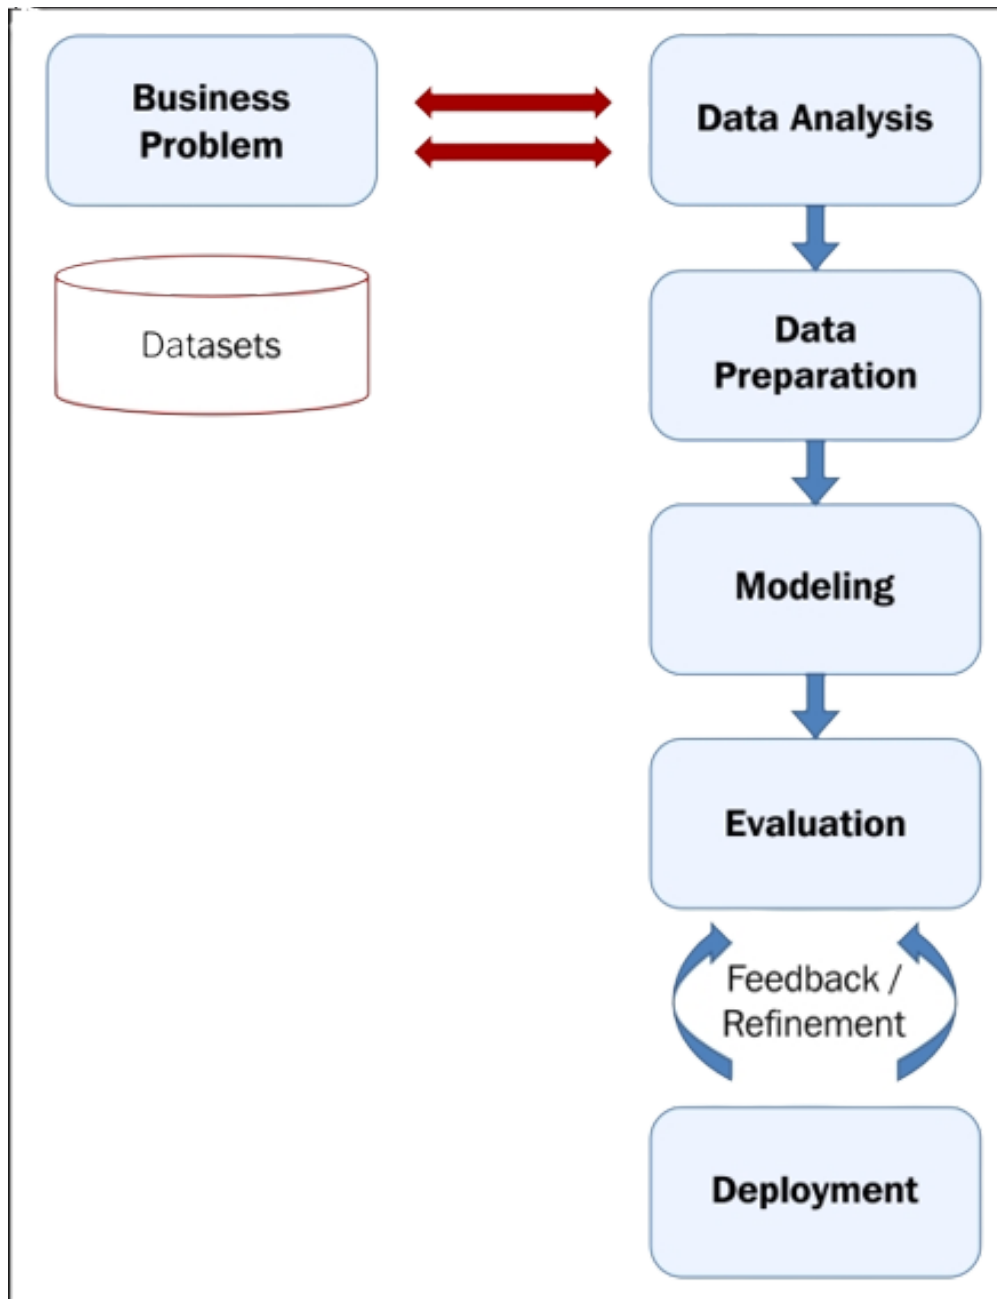 Business
Problem
Data Analysis
Datasets
Data
Preparation
Modeling
Evaluation
Feedback /
Refinement
Deployment